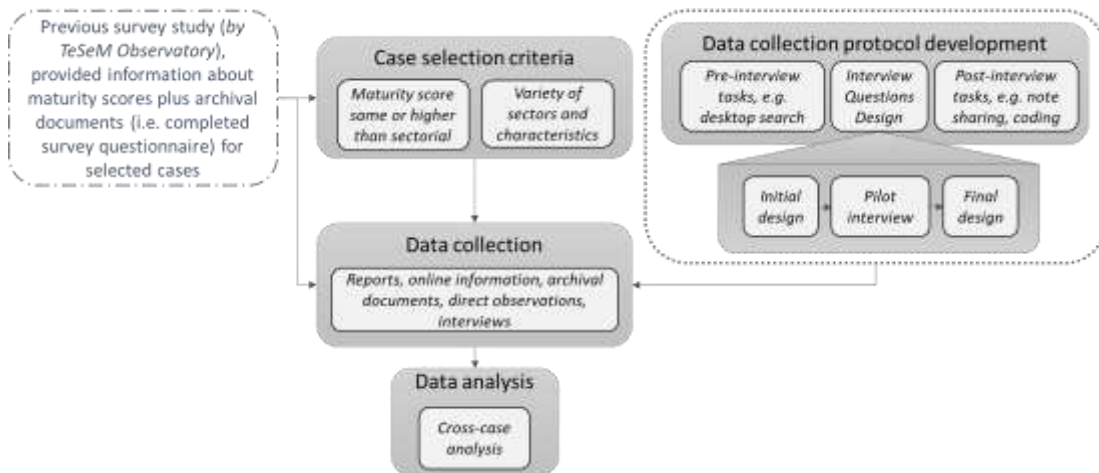 Previous survey study (by
TeSeM Observatory),
provided information about
maturity scores plus archival
documents (i.e. completed
survey questionnaire) for
selected cases
Case selection criteria
Maturity score
same or higher
than sectorial
Variety of
sectors and
characteristics
Data collection protocol development
Pre-interview
tasks, e.g.
desktop search
Interview
Questions
Design
Post-interview
tasks, e.g. note
sharing, coding
Initial
design
Pilot
interview
Final
design
Data collection
Reports, online information, archival
documents, direct observations,
interviews
Data analysis
Cross-case
analysis